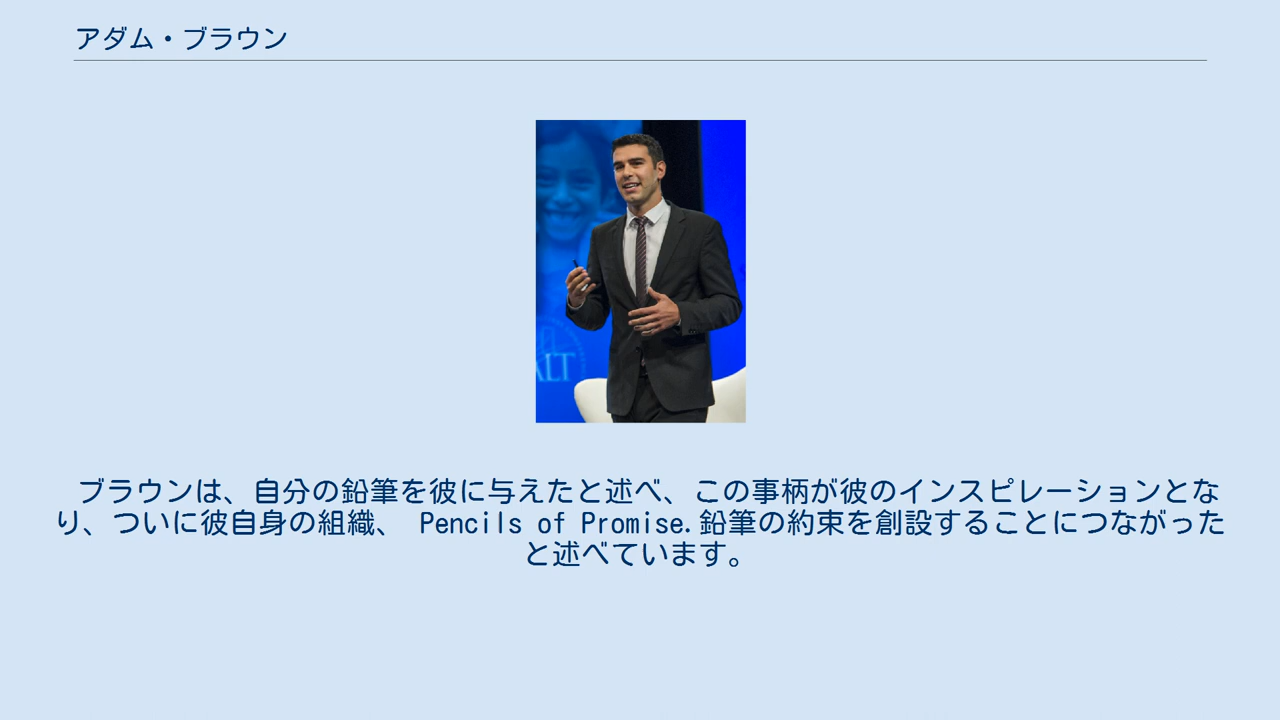 アダム・ブラウン
ALT
ブラウンは、自分の鉛筆を彼に与えたと述べ、この事柄が彼のインスピレーションとな
り、ついに彼自身の組織、 Pencils of Promise.鉛筆の約束を創設することにつながった
と述べています。